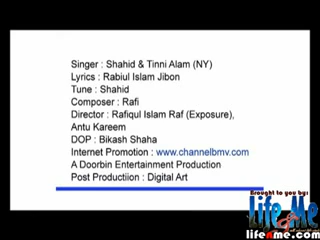 Singer : Shahid & Tinni Alam (NY)
Lyrics : Rabiul Islam Jibon
Tune : Shahid
Composer : Rafi
Director : Rafiqul Islam Raf (Exposure),
Antu Kareem
DOP : Bikash Shaha
Internet Promotion : www.channelbmv.com
A Doorbin Entertainment Production
Post Productiion : Digital Art
Brought to you by:
Life & Me
lifenme.com